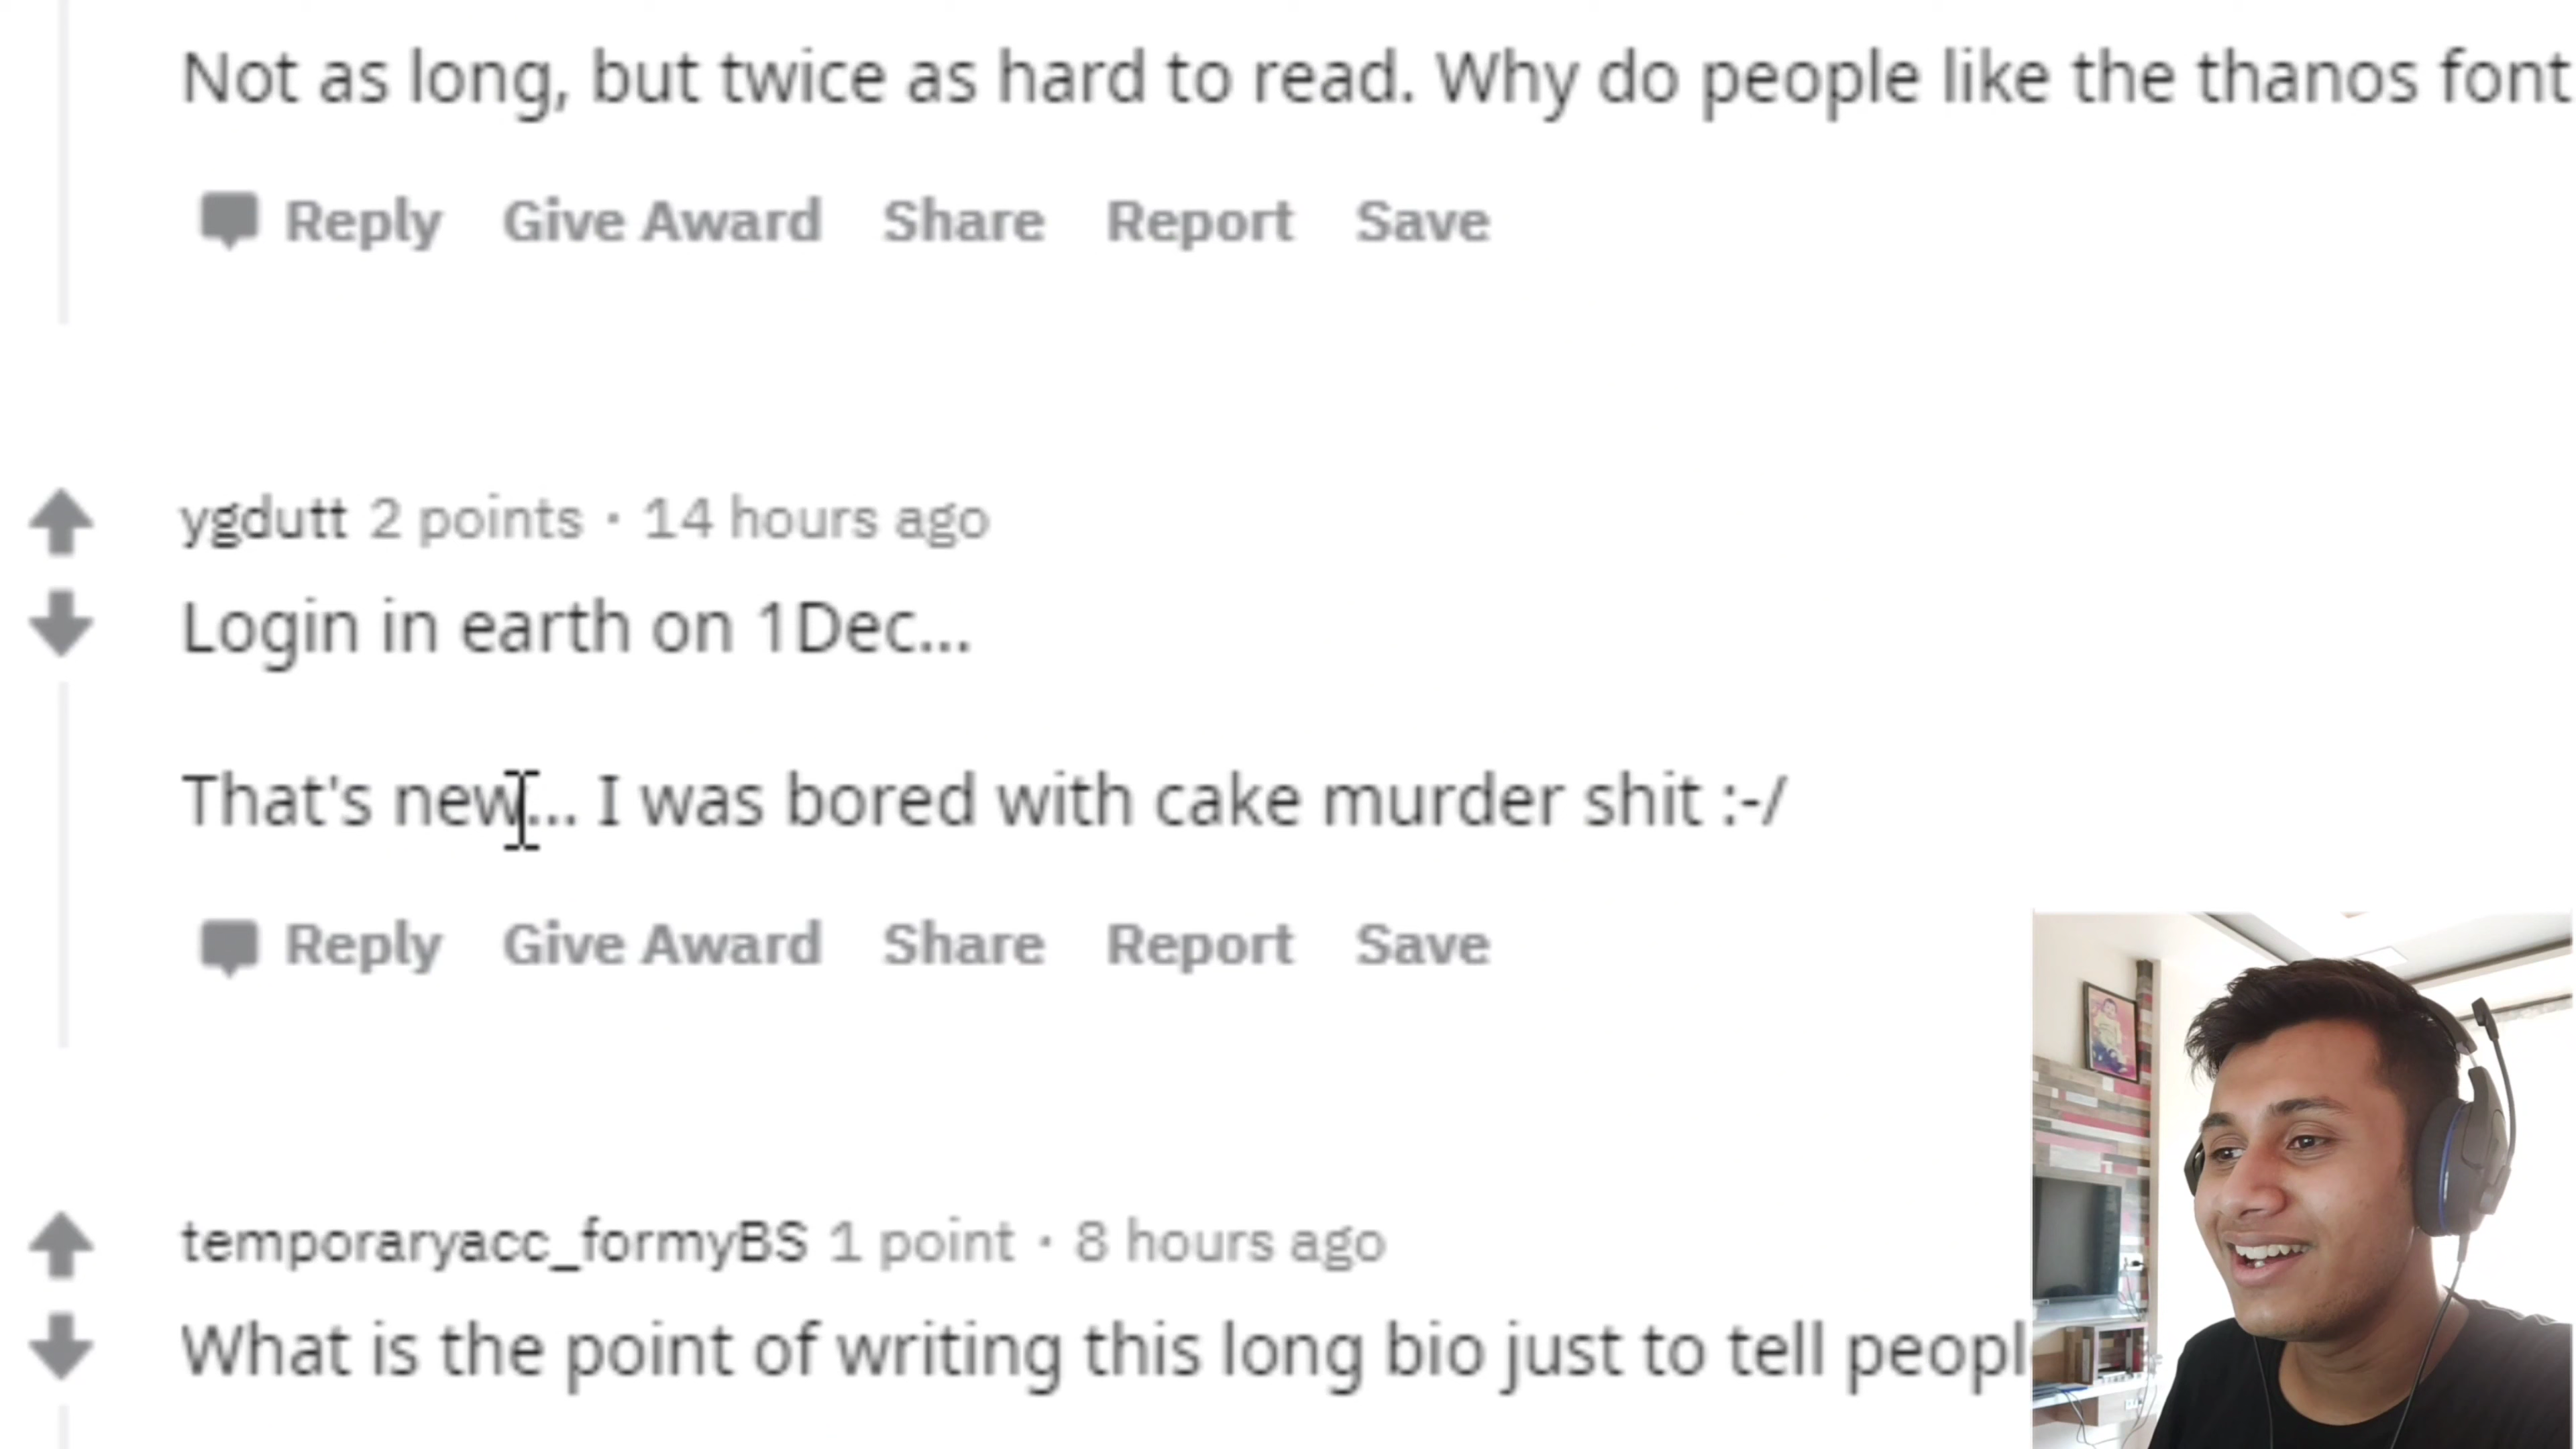 Not as long, but twice as hard to read. Why do people like the thanos font
Reply Give Award Share Report Save
ygdutt 2 points · 14 hours ago
Login in earth on 1Dec...
That's new... I was bored with cake murder shit :-/
Reply Give Award Share Report Save
temporaryacc_formyBS 1 point · 8 hours ago
What is the point of writing this long bio just to tell peopl